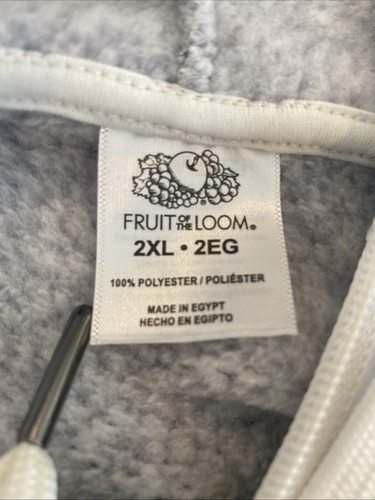 FRUIT OF THE LOOM®
2XL • 2EG
100% POLYESTER / POLIÉSTER
MADE IN EGYPT
HECHO EN EGIPTO